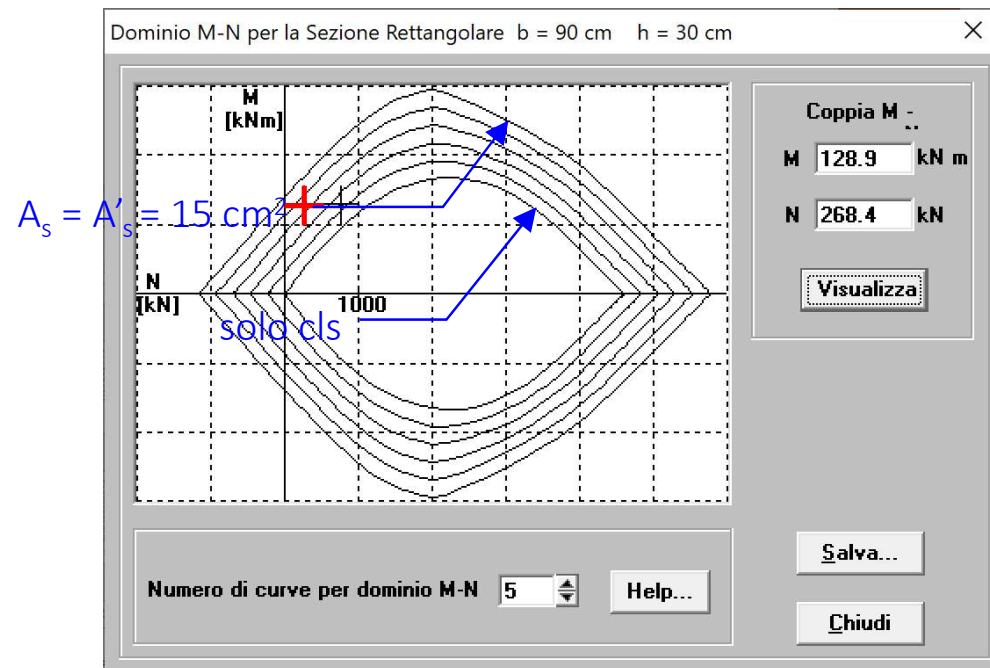 Dominio M-N per la Sezione Rettangolare b = 90 cm h = 30 cm
M
[kNm]
As = A's = 15 cm2
N
[kN]
1000
solo cls
Coppia M -
M 128.9 kN m
N 268.4 kN
Visualizza
Numero di curve per dominio M-N 5 Help...
Salva...
Chiudi